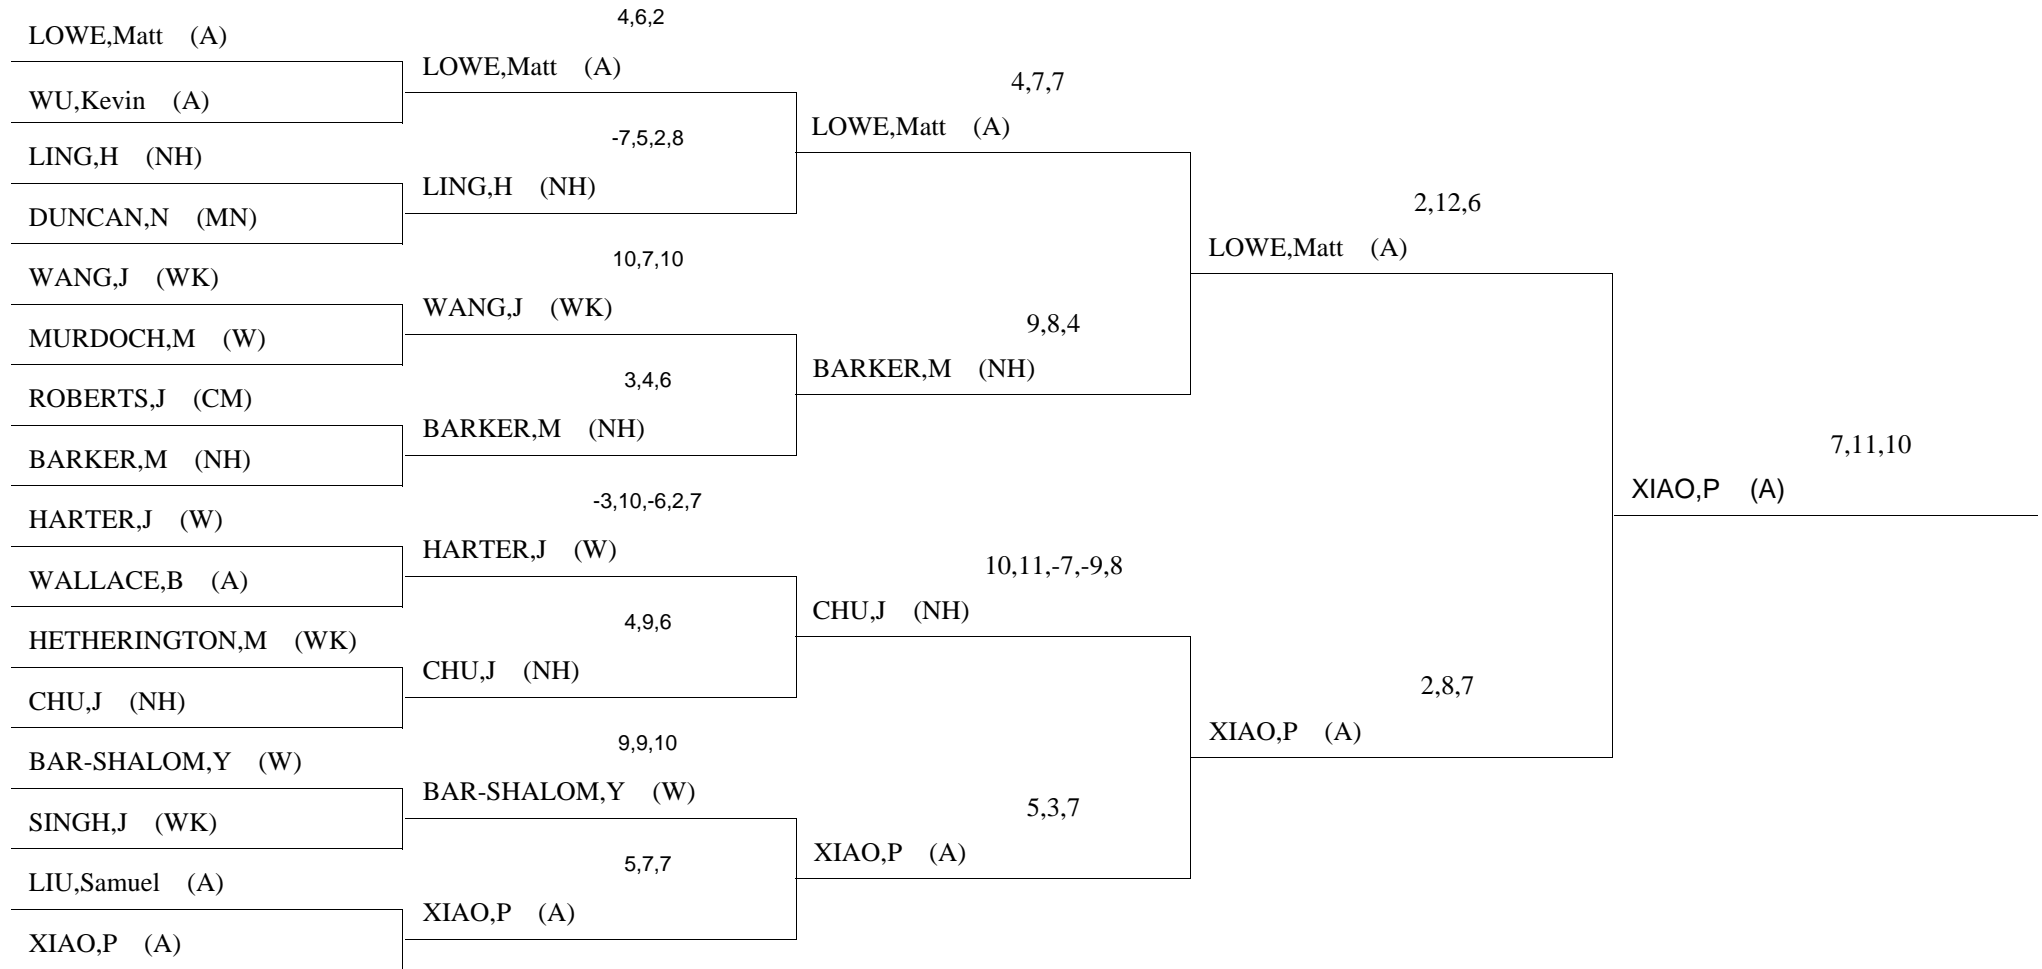 4,6,2
LOWE,Matt (A)
LOWE,Matt (A)
4,7,7
WU,Kevin (A)
LOWE,Matt (A)
-7,5,2,8
LING,H (NH)
LING,H (NH)
2,12,6
DUNCAN,N (MN)
LOWE,Matt (A)
10,7,10
WANG,J (WK)
WANG,J (WK)
9,8,4
MURDOCH,M (W)
BARKER,M (NH)
3,4,6
ROBERTS,J (CM)
BARKER,M (NH)
7,11,10
BARKER,M (NH)
XIAO,P (A)
-3,10,-6,2,7
HARTER,J (W)
HARTER,J (W)
10,11,-7,-9,8
WALLACE,B (A)
CHU,J (NH)
4,9,6
HETHERINGTON,M (WK)
CHU,J (NH)
2,8,7
CHU,J (NH)
XIAO,P (A)
9,9,10
BAR-SHALOM,Y (W)
BAR-SHALOM,Y (W)
5,3,7
SINGH,J (WK)
XIAO,P (A)
5,7,7
LIU,Samuel (A)
XIAO,P (A)
XIAO,P (A)